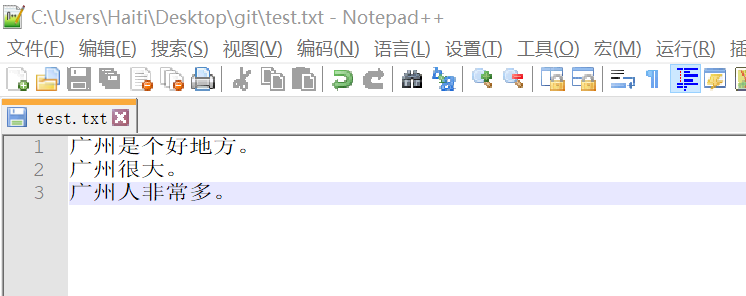 C:\Users\Haiti\Desktop\git\test.txt - Notepad++
文件(F) 编辑(E) 搜索(S) 视图(V) 编码(N) 语言(L) 设置(T) 工具(O) 宏(M) 运行(R) 插
test.txt
1 广州是个好地方。
2 广州很大。
3 广州人非常多。